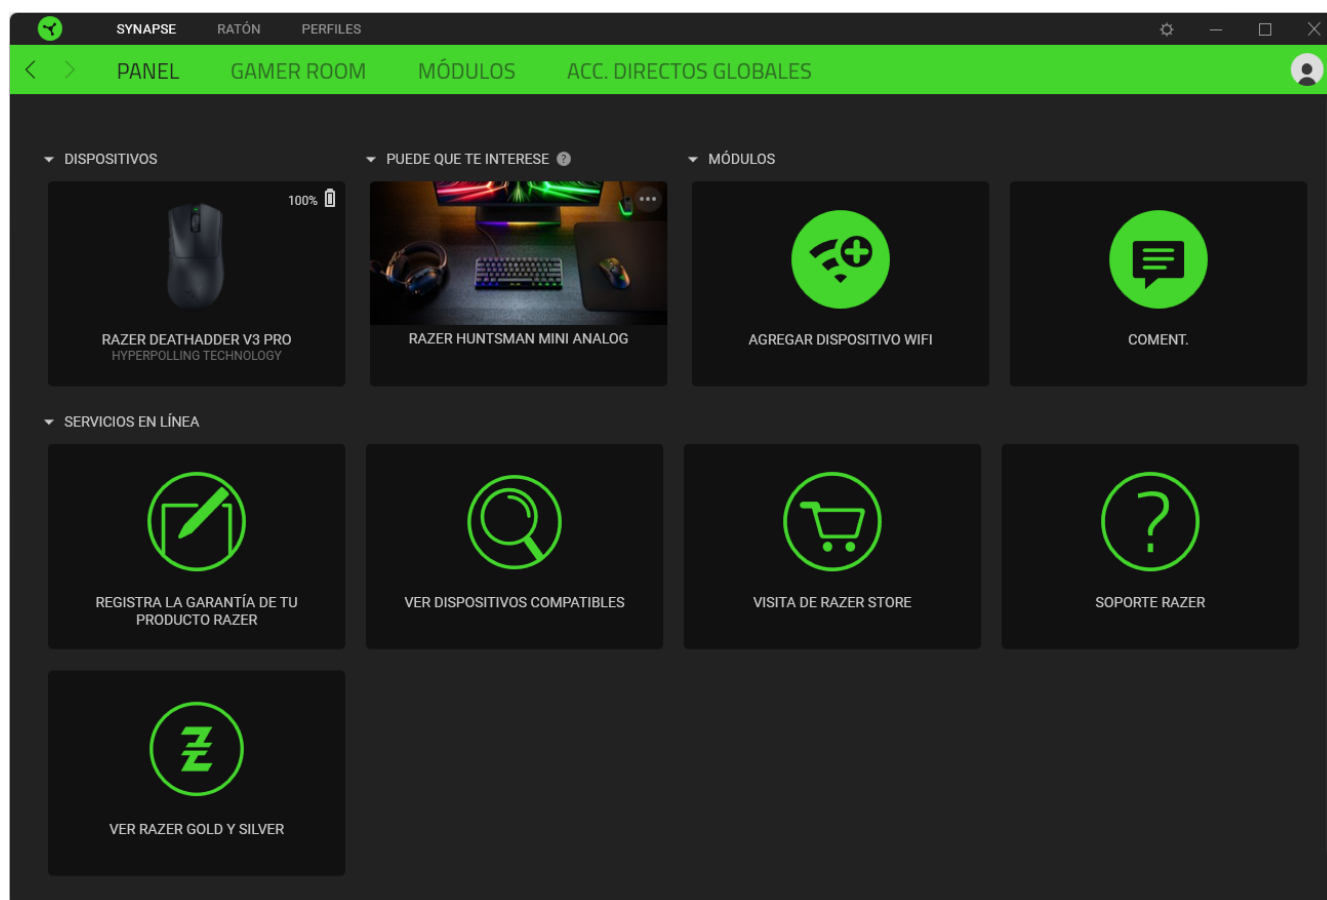 SYNAPSE RATÓN PERFILES
PANEL GAMER ROOM MÓDULOS ACC. DIRECTOS GLOBALES
DISPOSITIVOS
100%
RAZER DEATHADDER V3 PRO
HYPERPOLLING TECHNOLOGY
PUEDE QUE TE INTERESE ?
RAZER HUNTSMAN MINI ANALOG
MÓDULOS
AGREGAR DISPOSITIVO WIFI
COMENT.
SERVICIOS EN LÍNEA
REGISTRA LA GARANTÍA DE TU
PRODUCTO RAZER
VER DISPOSITIVOS COMPATIBLES
VISITA DE RAZER STORE
SOPORTE RAZER
VER RAZER GOLD Y SILVER